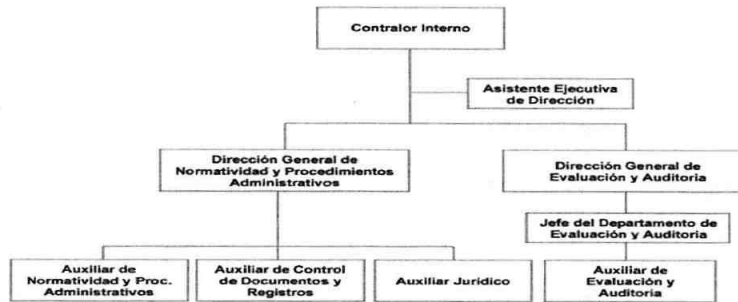 Contralor Interno
Asistente Ejecutiva
de Dirección
Dirección General de
Normatividad y Procedimientos
Administrativos
Dirección General de
Evaluación y Auditoria
Jefe del Departamento de
Evaluación y Auditoria
Auxiliar de
Normatividad y Proc.
Administrativos
Auxiliar de Control
de Documentos y
Registros
Auxiliar Jurídico
Auxiliar de
Evaluación y
Auditoria